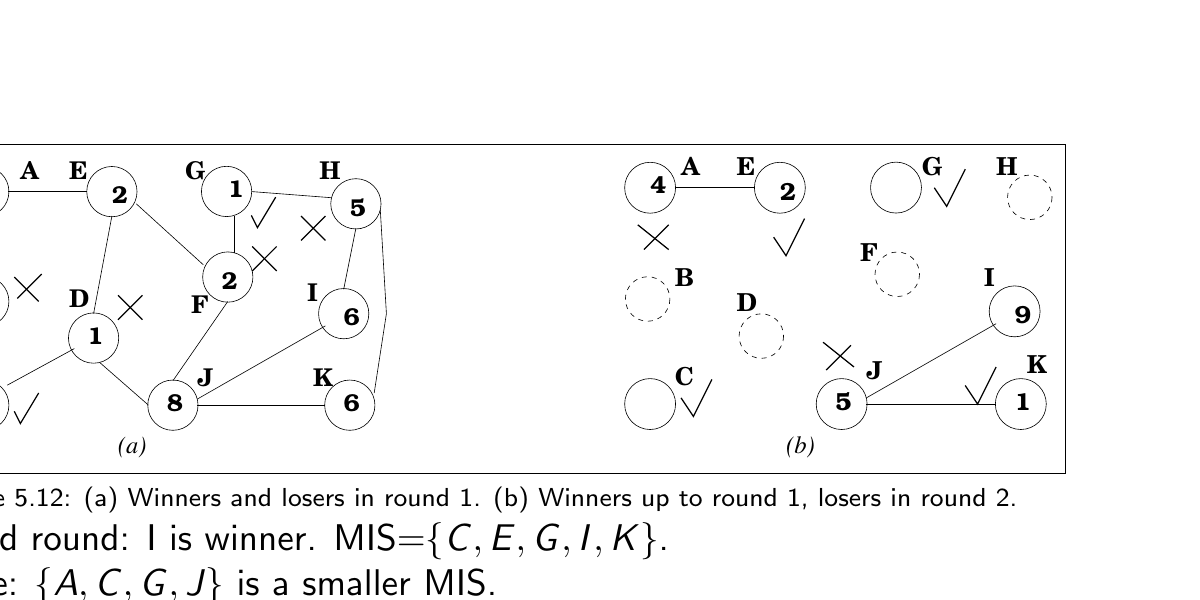 A E G H A E G H
2 1 5 4 2
B
F
D I F D I
2 6 9
1
J K C J K
8 6 5 1
(a) (b)
5.12: (a) Winners and losers in round 1. (b) Winners up to round 1, losers in round 2.
round: I is winner. MIS={C, E, G, I, K}.
{A, C, G, J} is a smaller MIS.